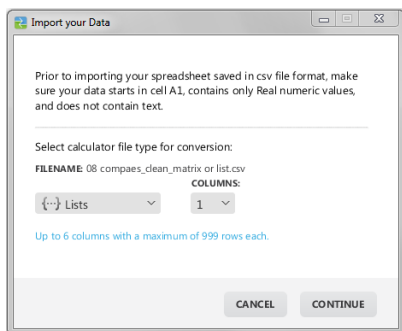 Import your Data
Prior to importing your spreadsheet saved in csv file format, make
sure your data starts in cell A1, contains only Real numeric values,
and does not contain text.
Select calculator file type for conversion:
FILENAME: 08 compaes_clean_matrix or list.csv
COLUMNS:
{···} Lists 1
Up to 6 columns with a maximum of 999 rows each.
CANCEL CONTINUE